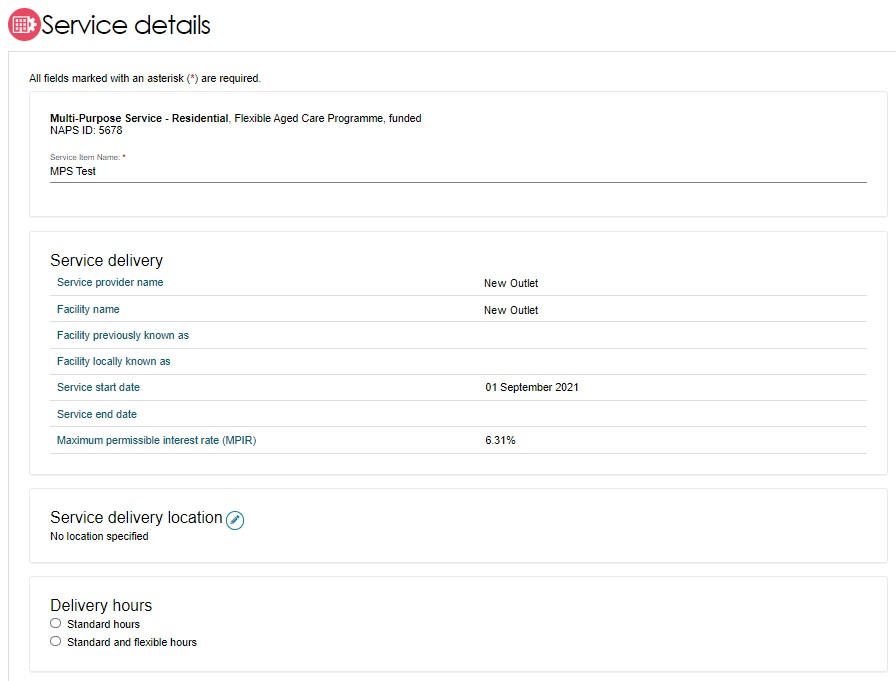 Service details
All fields marked with an asterisk (*) are required.
Multi-Purpose Service - Residential, Flexible Aged Care Programme, funded
NAPS ID: 5678
Service Item Name: *
MPS Test
Service delivery
Service provider name New Outlet
Facility name New Outlet
Facility previously known as
Facility locally known as
Service start date 01 September 2021
Service end date
Maximum permissible interest rate (MPIR) 6.31%
Service delivery location
No location specified
Delivery hours
Standard hours
Standard and flexible hours